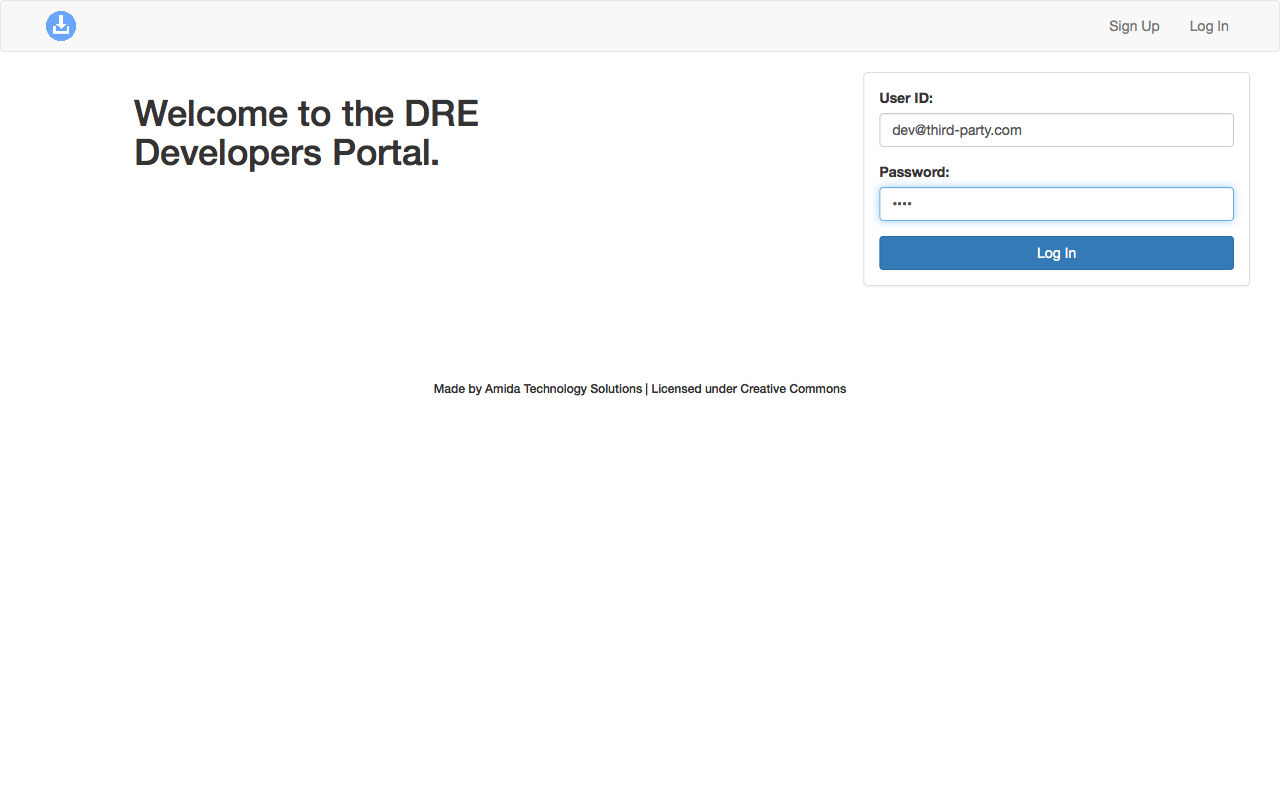 Sign Up Log In
Welcome to the DRE
Developers Portal.
User ID:
dev@third-party.com
Password:
••••
Log In
Made by Amida Technology Solutions | Licensed under Creative Commons